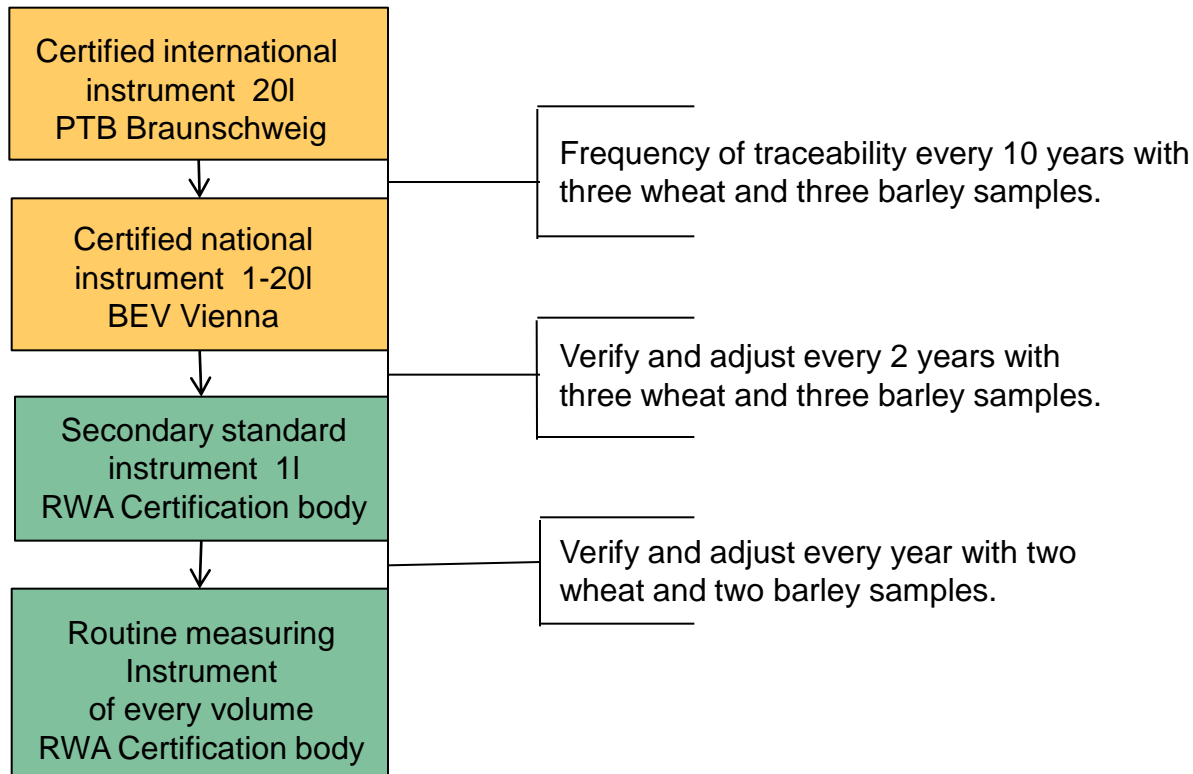 Certified international
instrument 20l
PTB Braunschweig
Frequency of traceability every 10 years with
three wheat and three barley samples.
Certified national
instrument 1-20l
BEV Vienna
Verify and adjust every 2 years with
three wheat and three barley samples.
Secondary standard
instrument 1l
RWA Certification body
Verify and adjust every year with two
wheat and two barley samples.
Routine measuring
Instrument
of every volume
RWA Certification body